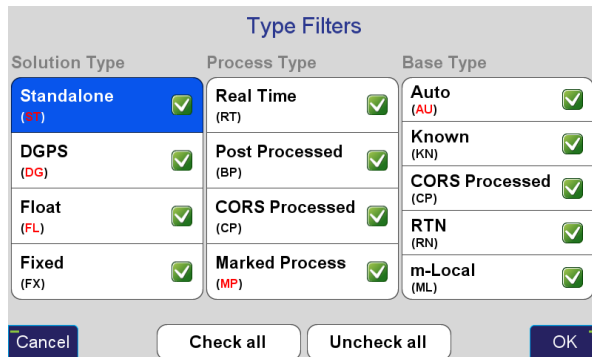 Type Filters
Solution Type
Process Type
Base Type
Standalone
(ST)
DGPS
(DG)
Float
(FL)
Fixed
(FX)
Real Time
(RT)
Post Processed
(BP)
CORS Processed
(CP)
Marked Process
(MP)
Auto
(AU)
Known
(KN)
CORS Processed
(CP)
RTN
(RN)
m-Local
(ML)
Cancel
Check all
Uncheck all
OK